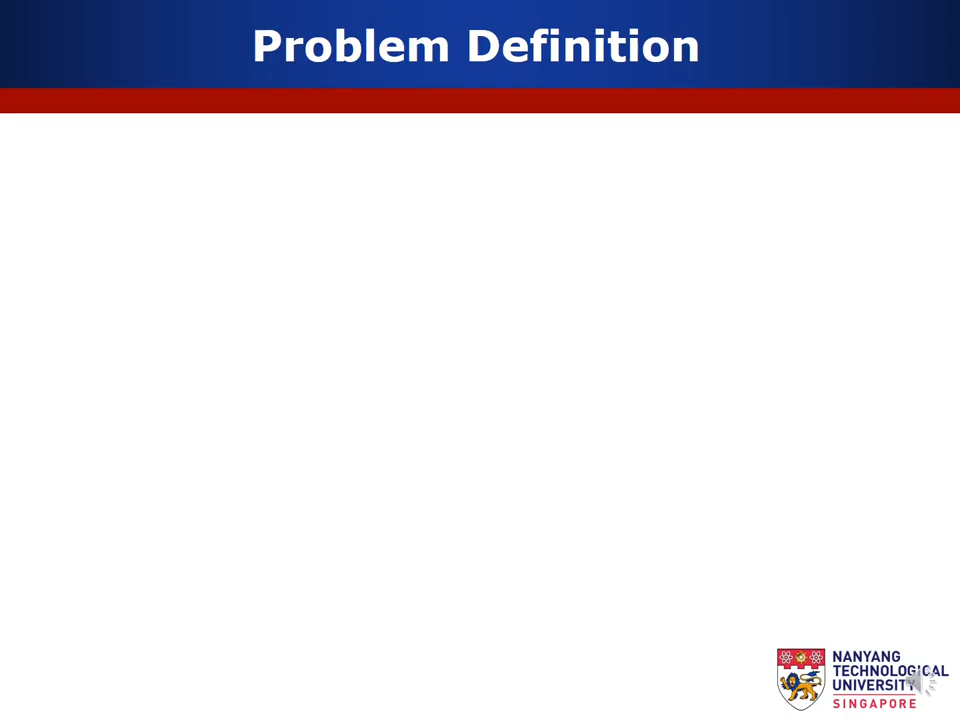 Problem Definition
NANYANG
TECHNOLOGICAL
UNIVERSITY
SINGAPORE